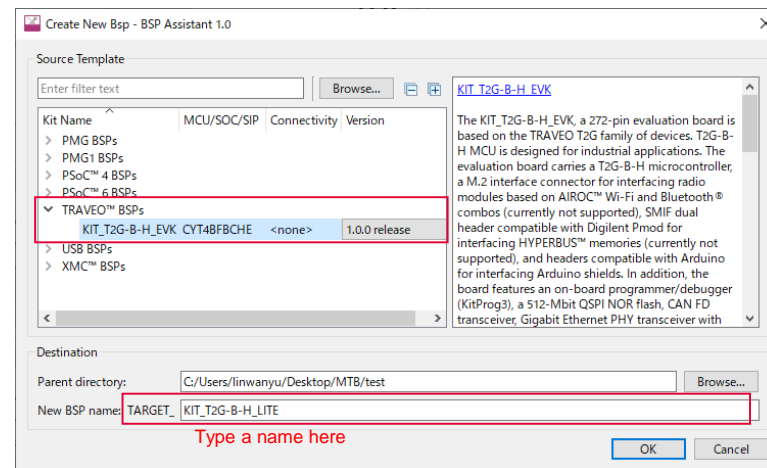 Create New Bsp - BSP Assistant 1.0
Source Template
Enter filter text
Browse...
Kit Name MCU/SOC/SIP Connectivity Version
PMG BSPs
PMG1 BSPs
PSoC™ 4 BSPs
PSoC™ 6 BSPs
TRAVEO™ BSPs
KIT_T2G-B-H_EVK CYT4BFBCHE <none> 1.0.0 release
USB BSPs
XMC™ BSPs
KIT_T2G-B-H_EVK
The KIT_T2G-B-H_EVK, a 272-pin evaluation board is
based on the TRAVEO T2G family of devices. T2G-B-
H MCU is designed for industrial applications. The
evaluation board carries a T2G-B-H microcontroller,
a M.2 interface connector for interfacing radio
modules based on AIROC™ Wi-Fi and Bluetooth®
combos (currently not supported), SMIF dual
header compatible with Digilent Pmod for
interfacing HYPERBUS™ memories (currently not
supported), and headers compatible with Arduino
for interfacing Arduino shields. In addition, the
board features an on-board programmer/debugger
(KitProg3), a 512-Mbit QSPI NOR flash, CAN FD
transceiver, Gigabit Ethernet PHY transceiver with
Destination
Parent directory: C:/Users/linwanyu/Desktop/MTB/test Browse...
New BSP name: TARGET_ KIT_T2G-B-H_LITE
Type a name here
OK Cancel